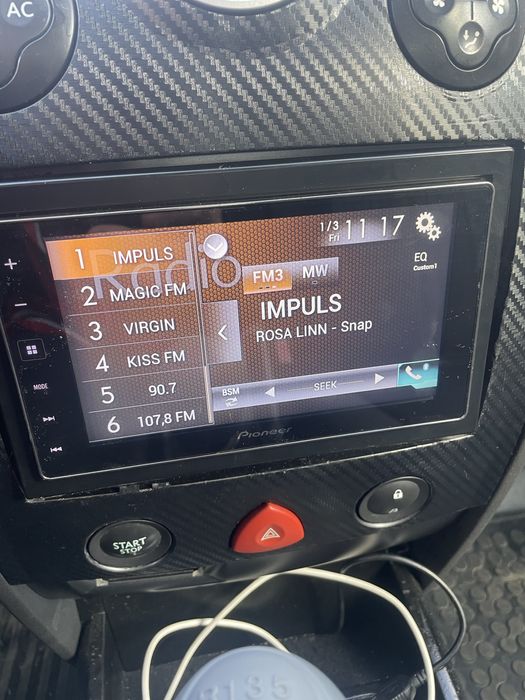 AC
1/3
Fri
11 17
Radio
1 IMPULS
2 MAGIC FM
3 VIRGIN
4 KISS FM
5 90.7
6 107,8 FM
FM3
MW
EQ
Custom1
IMPULS
ROSA LINN - Snap
BSM
SEEK
+
−
MODE
Pioneer
START
STOP
8135